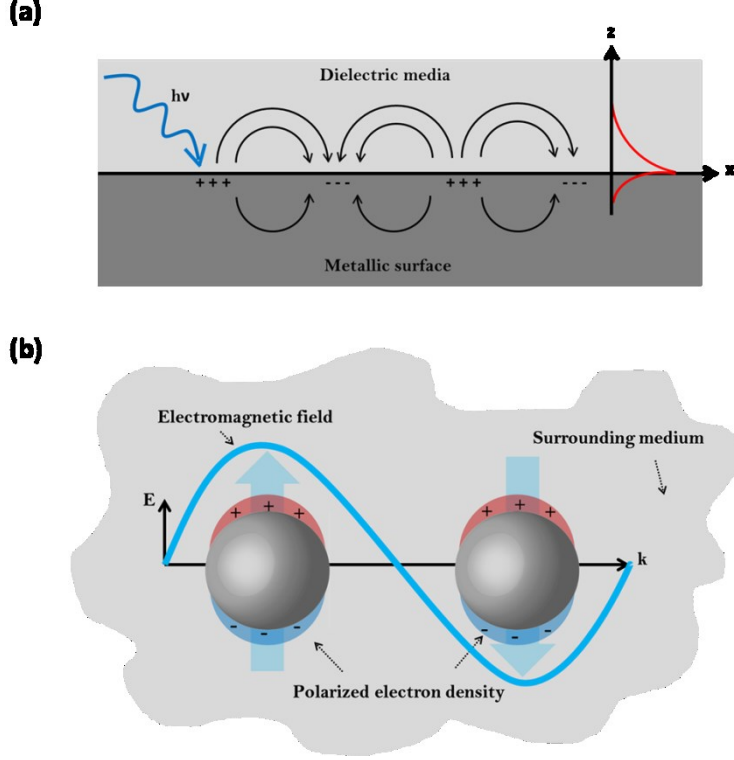 (a)
z
Dielectric media
hν
x
+ + + - - - + + + - - -
Metallic surface
(b)
Electromagnetic field
Surrounding medium
E
+ + + + + +
k
- - - - - -
Polarized electron density